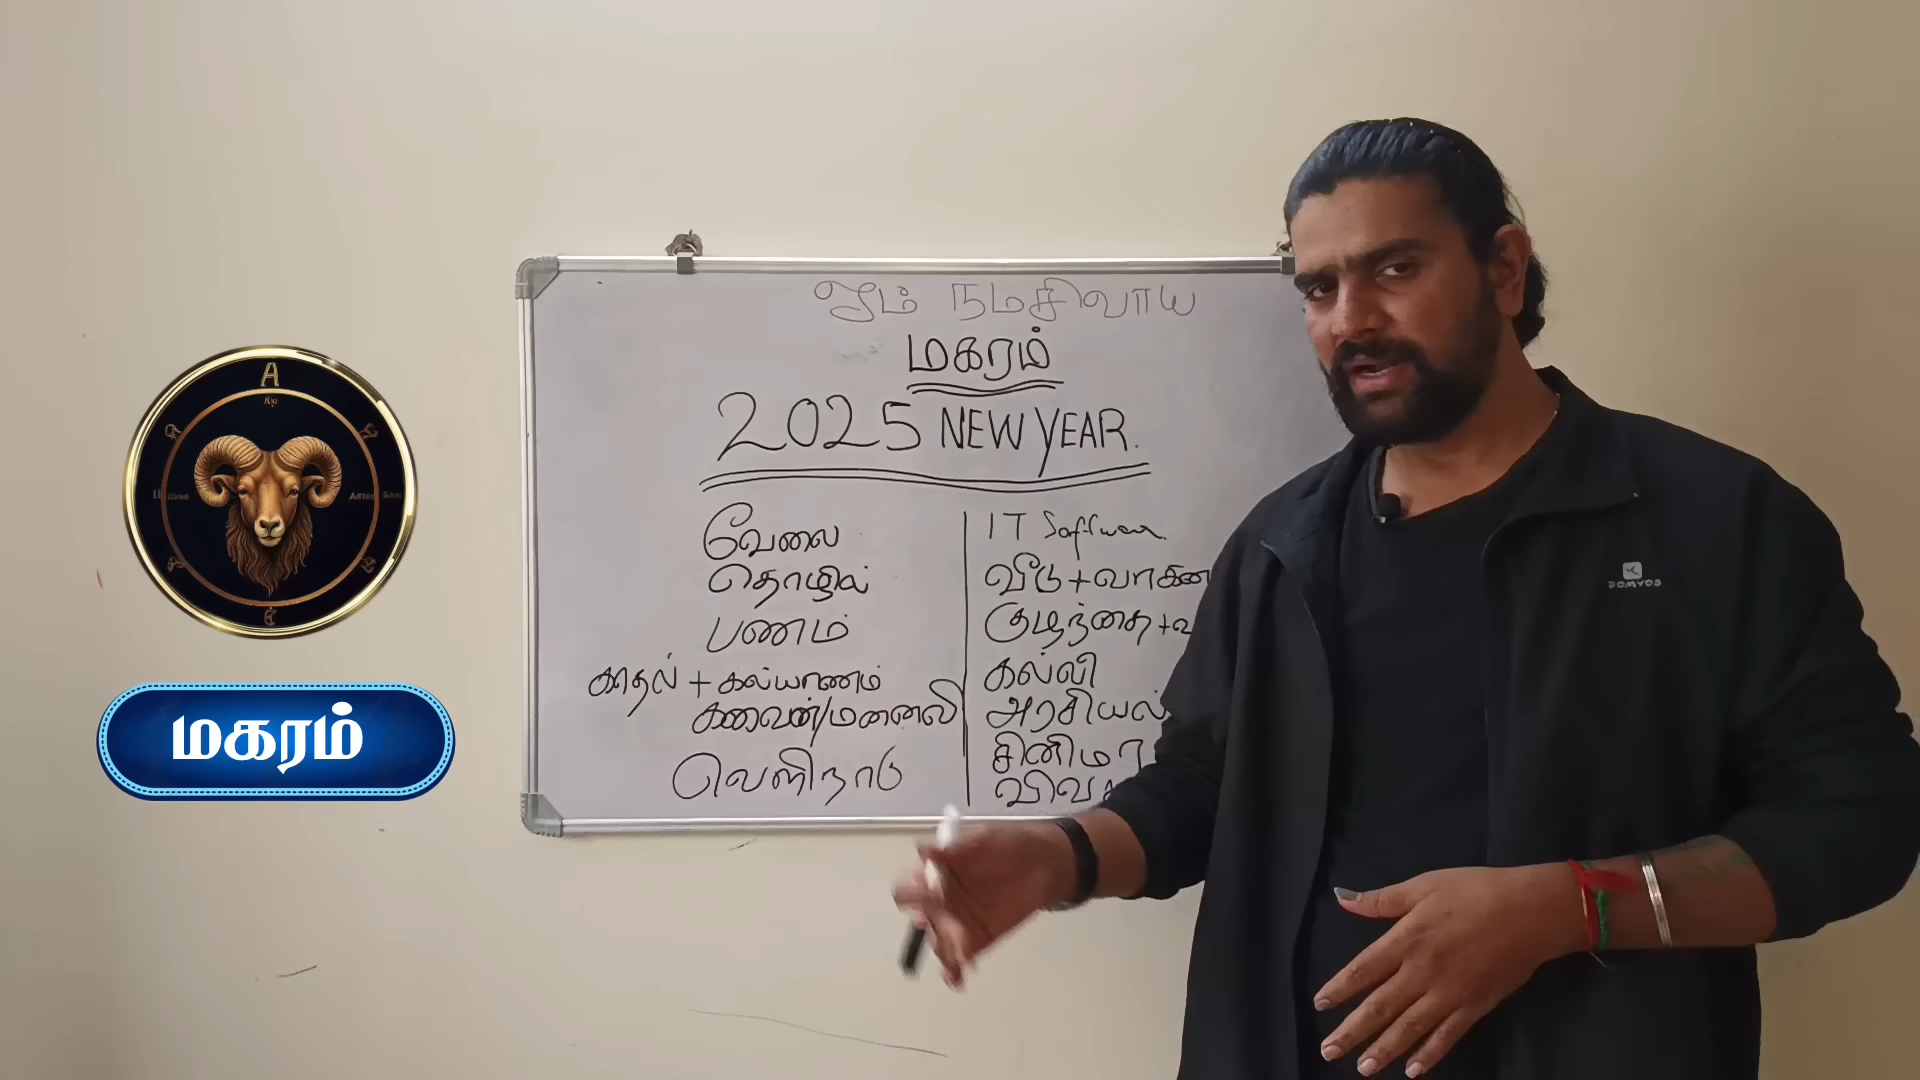 ஓம் நமசிவாய
மகரம்
2025 NEW YEAR.
வேலை
தொழில்
பணம்
காதல் + கல்யாணம்
கணவன்/மனைவி
வெளிநாடு
IT Software
வீடு +
குழந்தை +
கல்வி
அரசியல்
சினிமா
A
மகரம்
DOMYOS